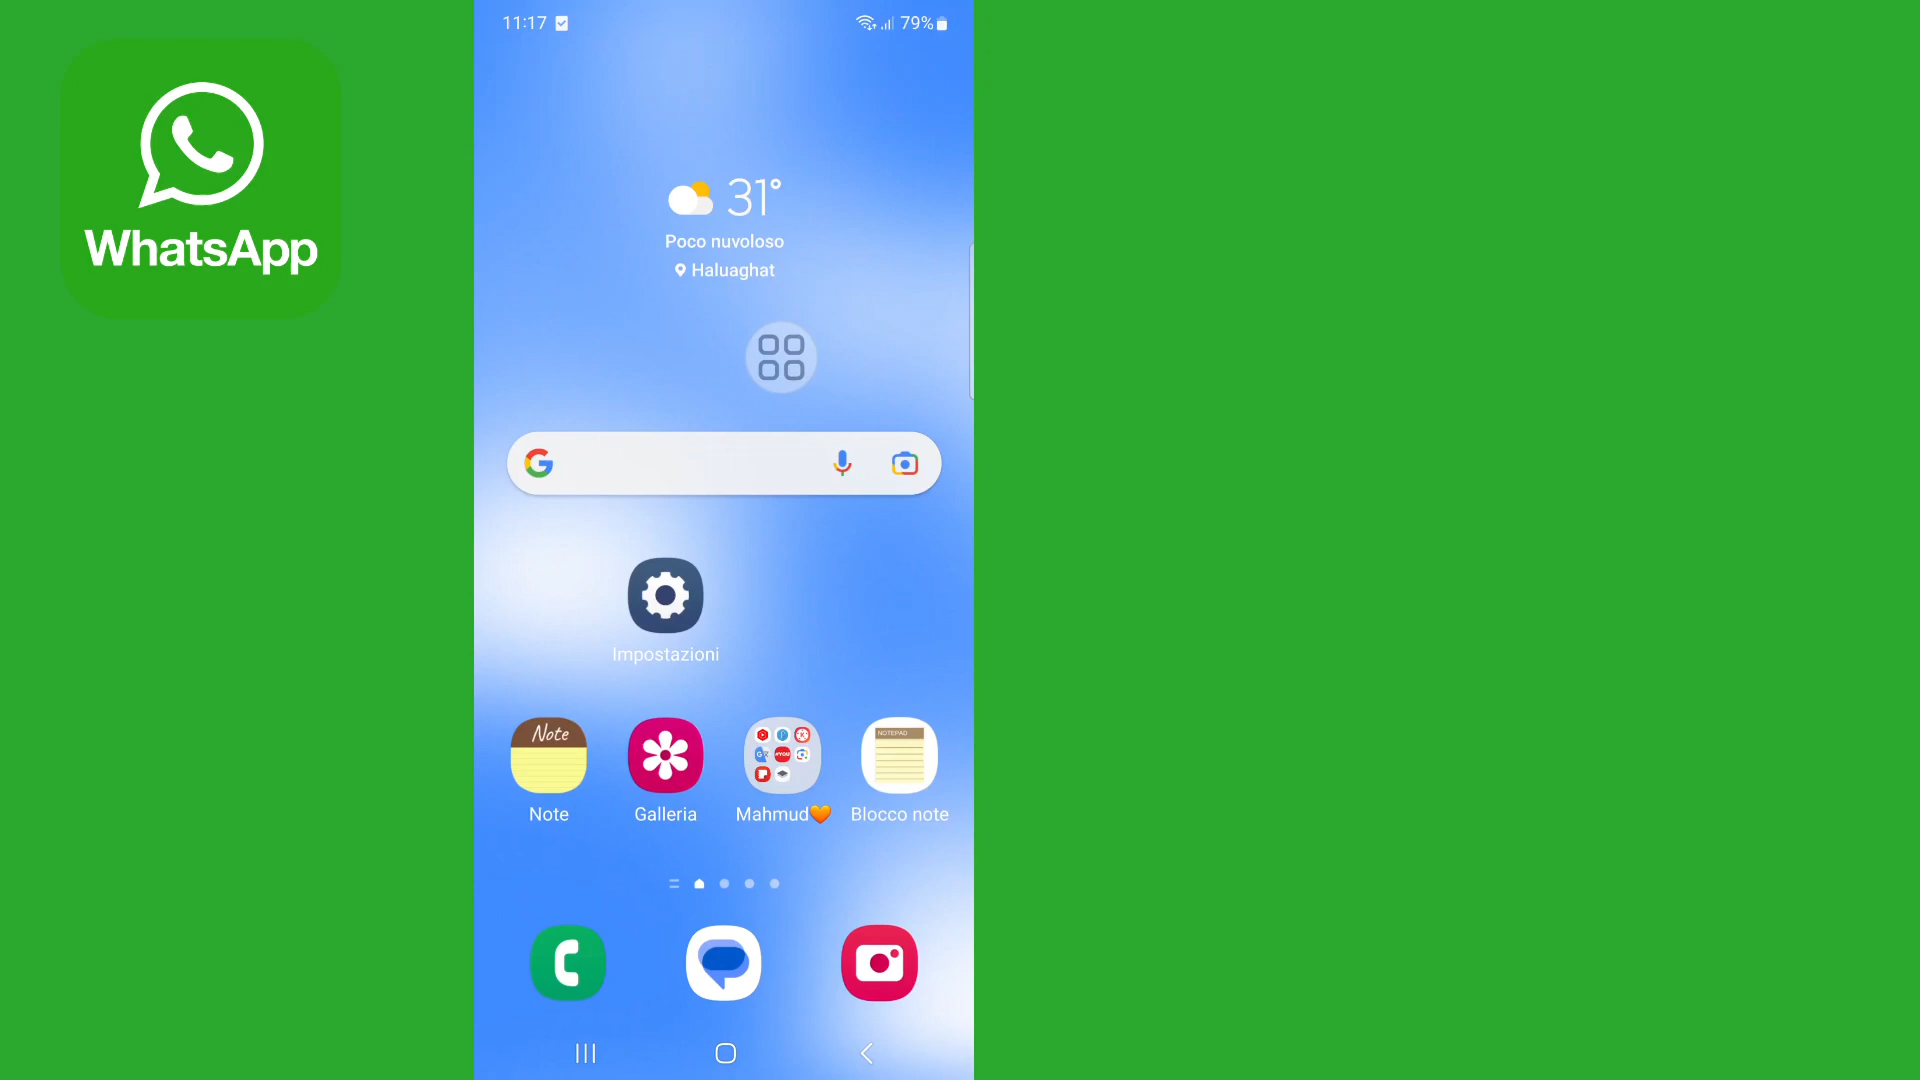 11:17
79%
WhatsApp
31°
Poco nuvoloso
Haluaghat
Impostazioni
Note
NOTEPAD
Note
Galleria
Mahmud🧡
Blocco note